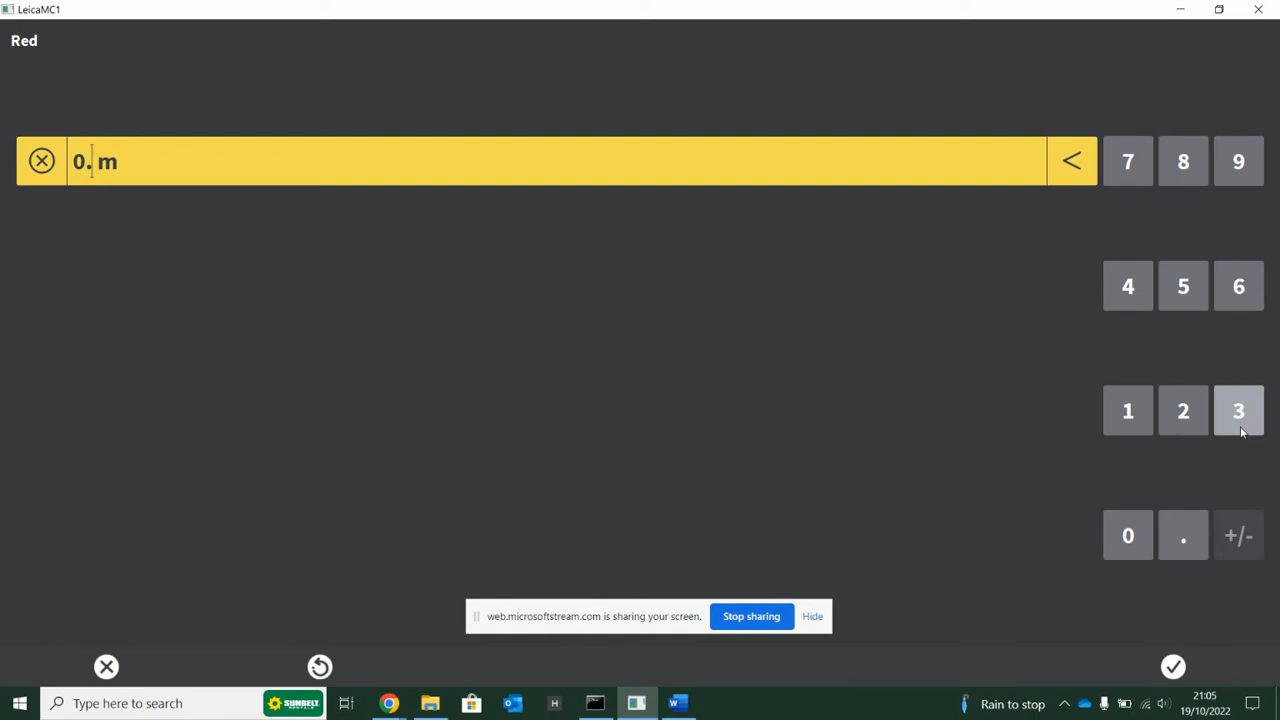 LeicaMC1
Red
0. m
<
7 8 9
4 5 6
1 2 3
0 . +/-
web.microsoftstream.com is sharing your screen. Stop sharing Hide
Type here to search
SUNBELT
H
W
Rain to stop
21:05
19/10/2022